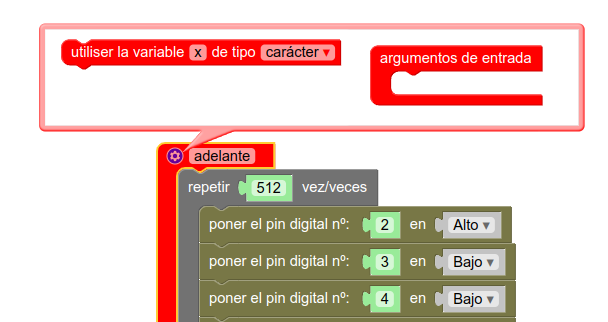 utiliser la variable x de tipo carácter ▾
argumentos de entrada
adelante
repetir 512 vez/veces
poner el pin digital nº: 2 en Alto ▾
poner el pin digital nº: 3 en Bajo ▾
poner el pin digital nº: 4 en Bajo ▾